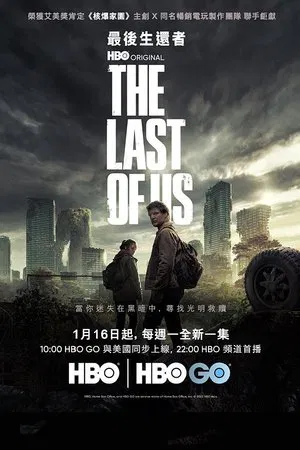 榮獲艾美獎肯定《核爆家園》主創 X 同名暢銷電玩製作團隊 聯手鉅獻
最後生還者
HBO ORIGINAL
THE
LAST
OF US
當你迷失在黑暗中，尋找光明救贖
1月16日起，每週一全新一集
10:00 HBO GO 與美國同步上線，22:00 HBO 頻道首播
HBO | HBO GO